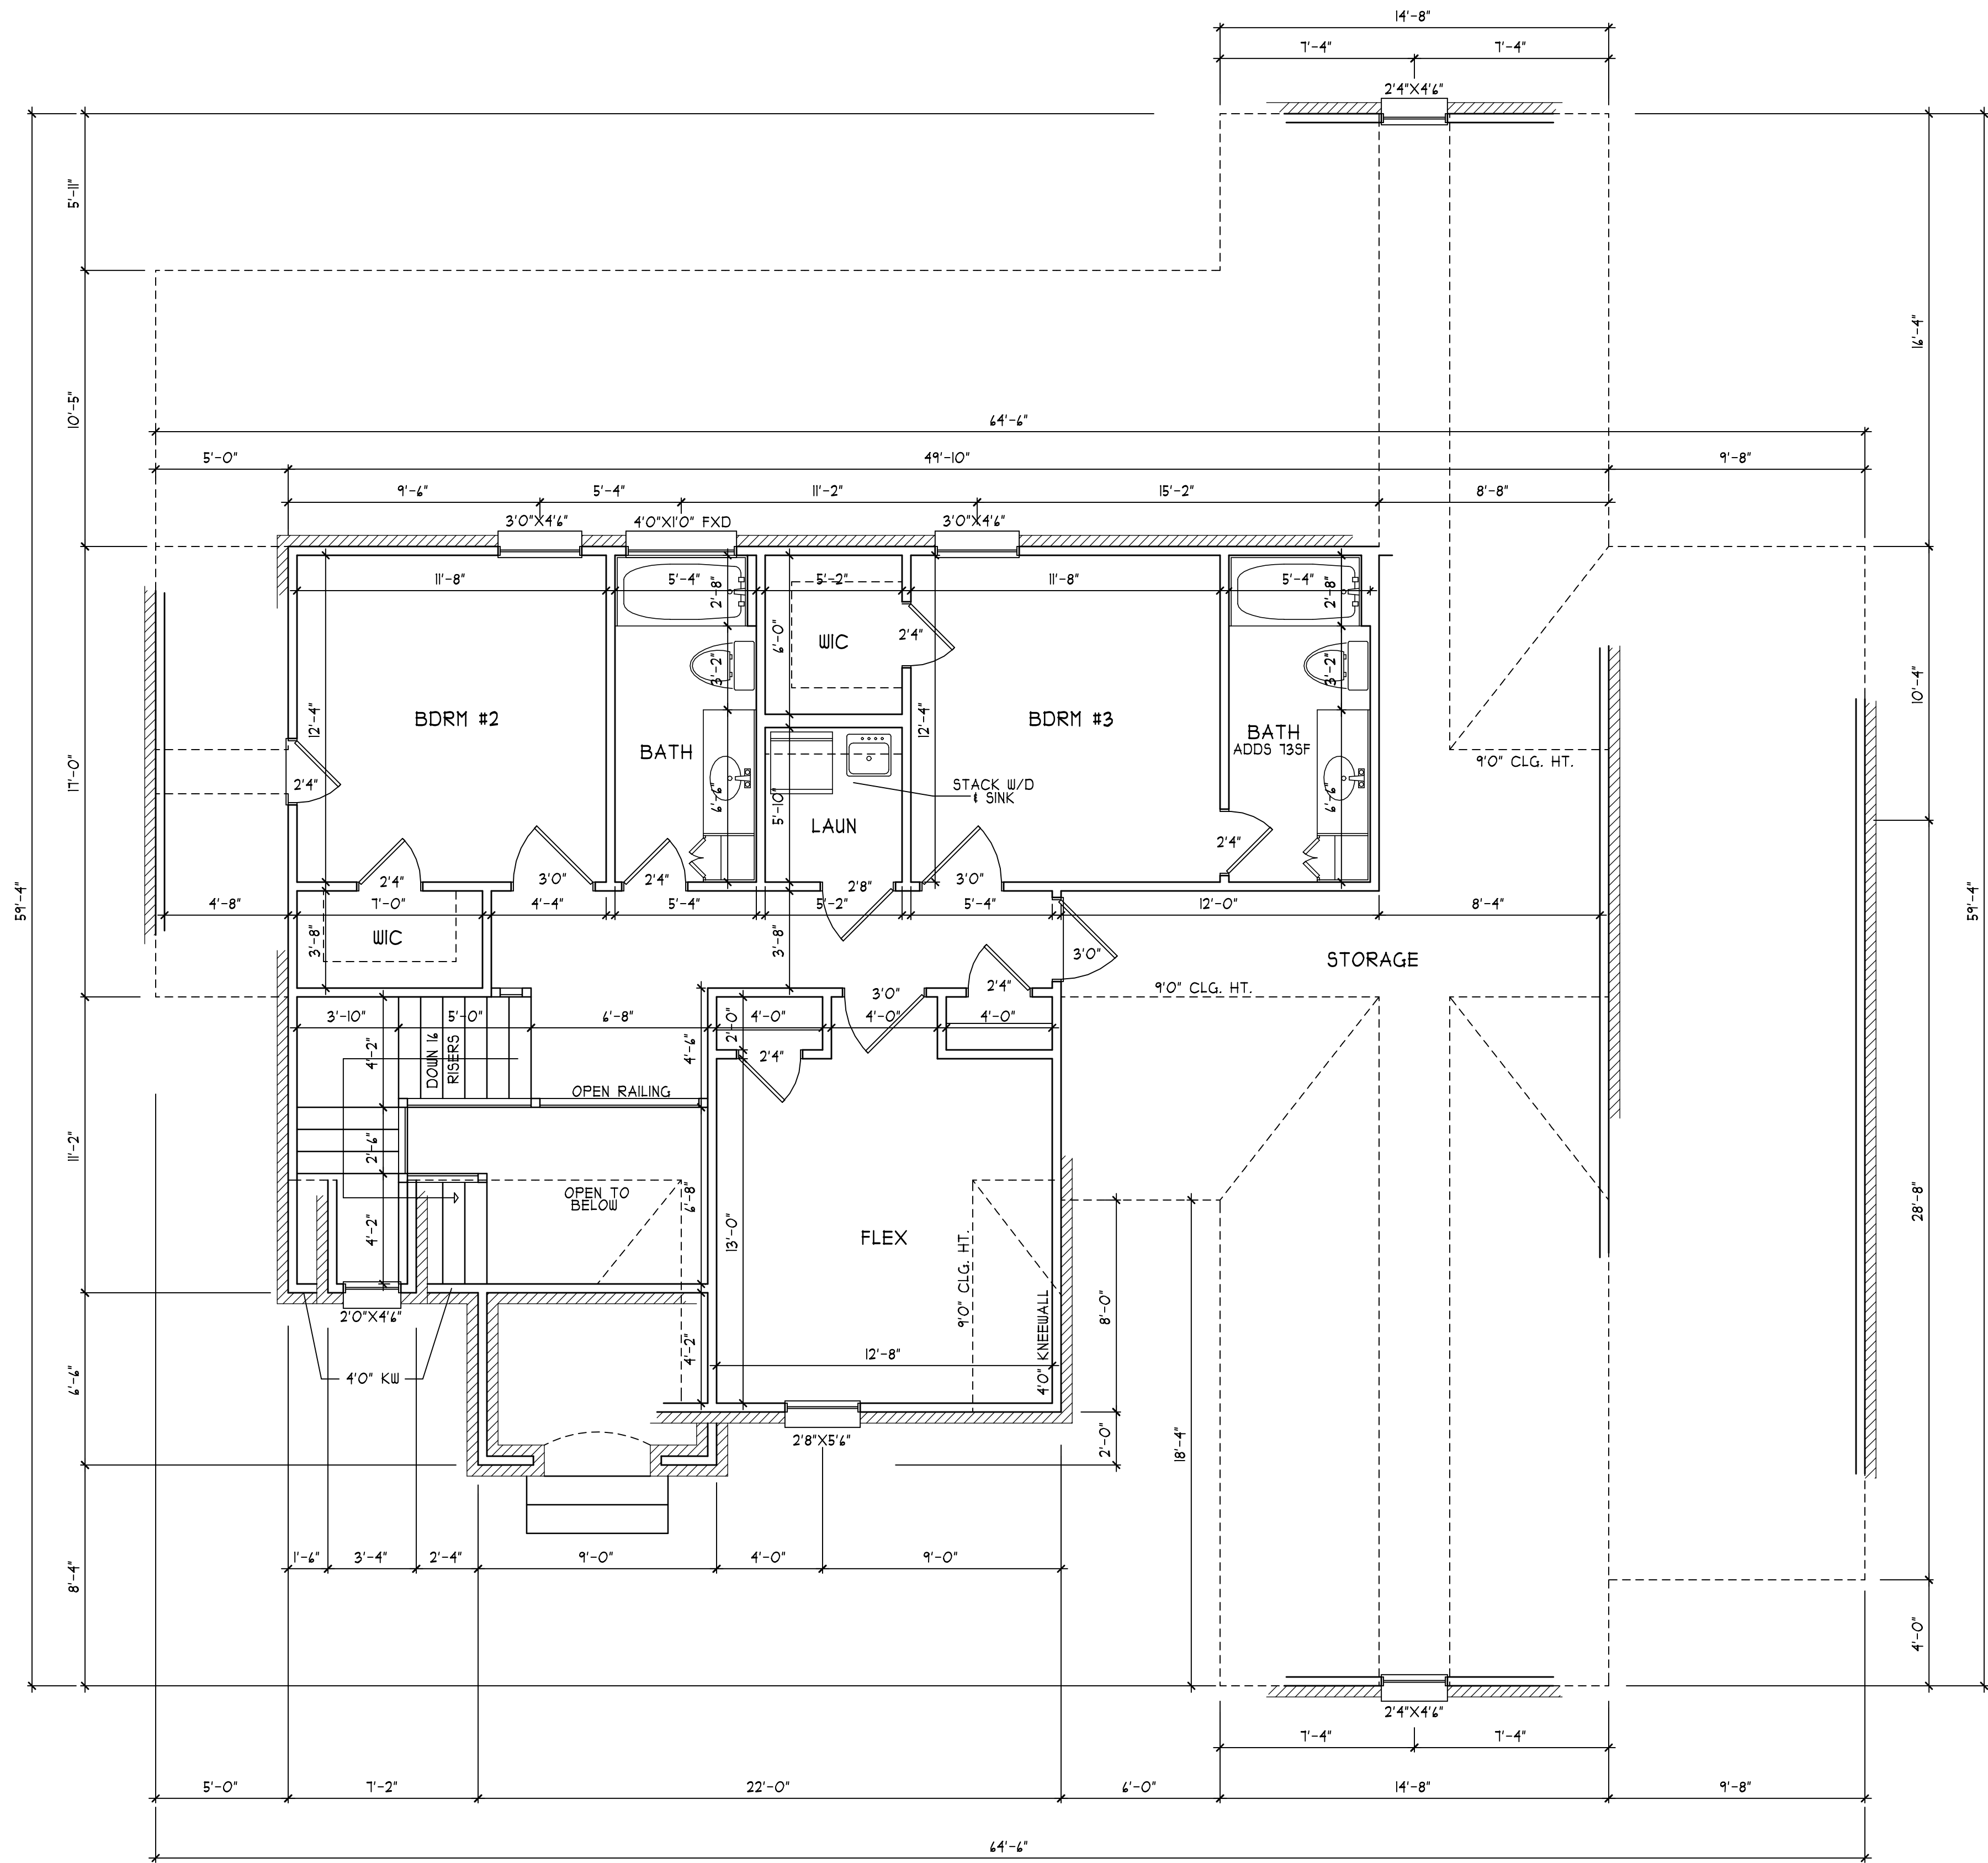 14'-8"
7'-4" 7'-4"
2'4"X4'6"
5'-11"
16'-4"
10'-5"
64'-6"
5'-0" 49'-10" 9'-8"
9'-6" 5'-4" 11'-2" 15'-2" 8'-8"
3'0"X4'6" 4'0"X1'0" FXD 3'0"X4'6"
11'-8" 5'-4" 5'-2" 11'-8" 5'-4"
2'-8" 2'-8"
6'-0" 2'4"
WIC
3'-2" 3'-2"
12'-4" 12'-4"
BDRM #2 BDRM #3
BATH
BATH
ADDS 73SF
10'-4"
9'0" CLG. HT.
17'-0"
2'4"
6'-6" 5'-10" 6'-6"
STACK W/D
& SINK
LAUN
2'4"
2'4" 3'0" 2'4" 2'8" 3'0"
59'-4" 59'-4"
4'-8" 7'-0" 4'-4" 5'-4" 5'-2" 5'-4" 12'-0" 8'-4"
WIC
3'-8" 3'-8"
3'0"
STORAGE
9'0" CLG. HT.
3'0" 2'4"
3'-10" 5'-0" 6'-8" 4'-0" 4'-0" 4'-0"
2'-0"
4'-2" 4'-6"
DOWN 16
RISERS
2'4"
OPEN RAILING
11'-2"
2'-6"
OPEN TO
BELOW
6'-8"
4'-2"
13'-0"
FLEX
9'0" CLG. HT.
28'-8"
8'-0"
2'0"X4'6"
4'-2"
12'-8"
4'0" KNEEWALL
4'0" KW
6'-6"
2'8"X5'6"
2'-0"
18'-4"
1'-6" 3'-4" 2'-4" 9'-0" 4'-0" 9'-0"
8'-4"
4'-0"
2'4"X4'6"
7'-4" 7'-4"
5'-0" 7'-2" 22'-0" 6'-0" 14'-8" 9'-8"
64'-6"